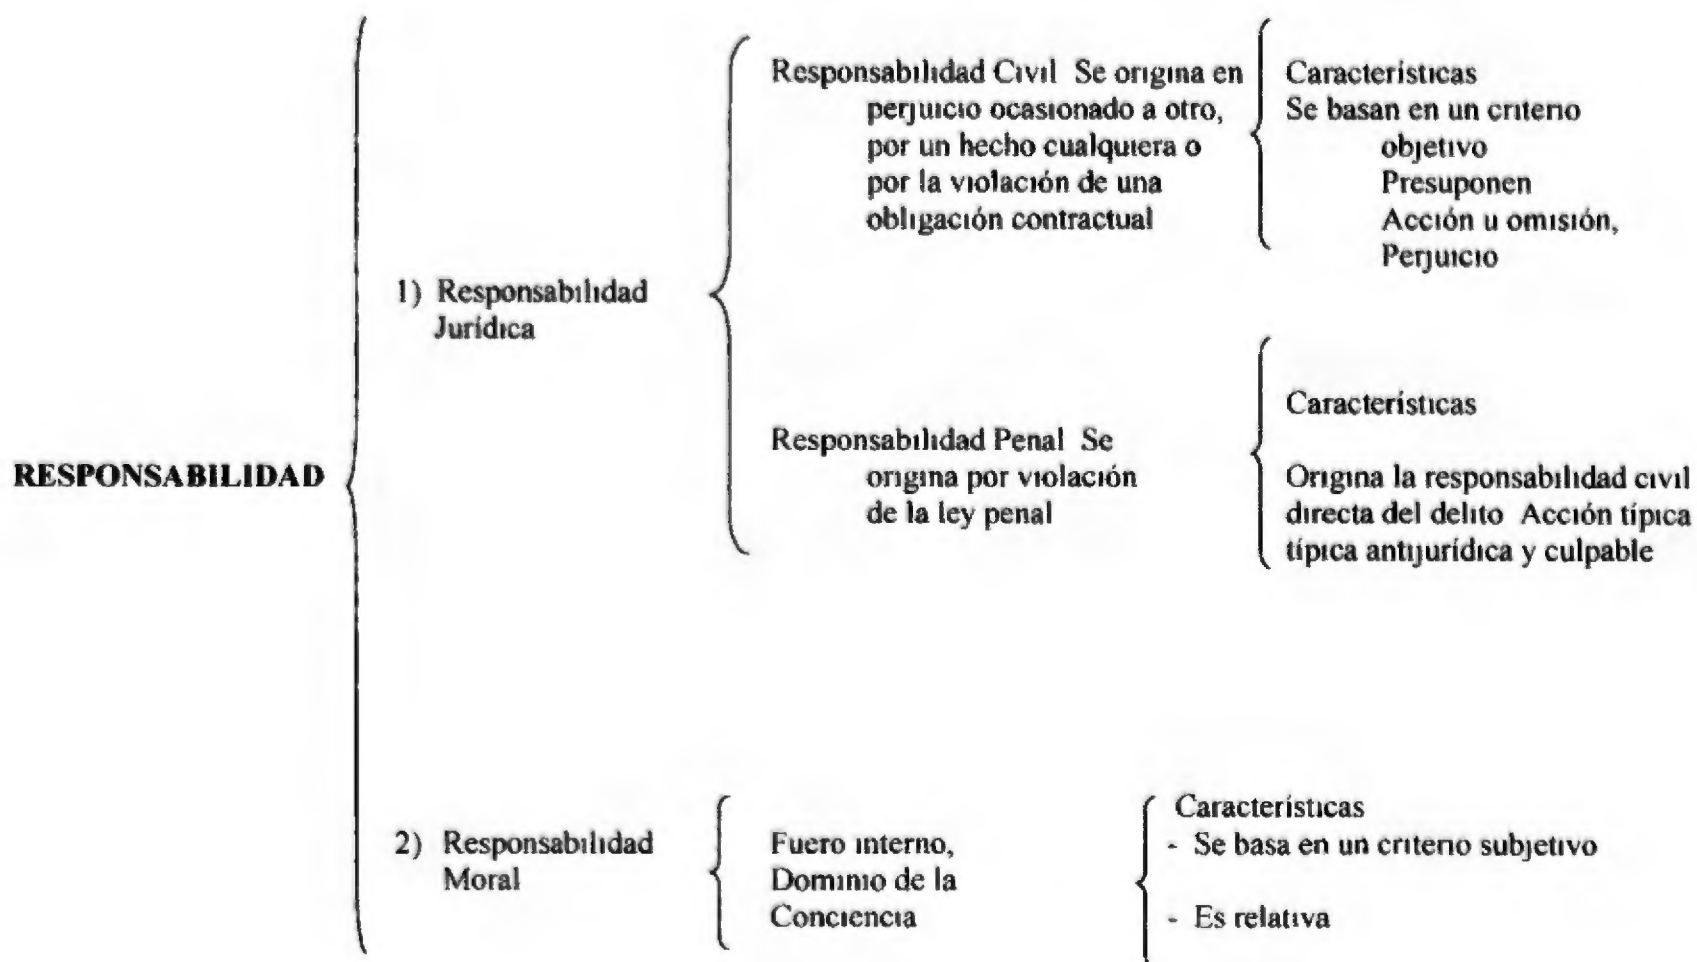 RESPONSABILIDAD
1) Responsabilidad
Jurídica
Responsabilidad Civil Se origina en
perjuicio ocasionado a otro,
por un hecho cualquiera o
por la violación de una
obligación contractual
Características
Se basan en un criterio
objetivo
Presuponen
Acción u omisión,
Perjuicio
Responsabilidad Penal Se
origina por violación
de la ley penal
Características
Origina la responsabilidad civil
directa del delito Acción típica
típica antijurídica y culpable
2) Responsabilidad
Moral
Fuero interno,
Dominio de la
Conciencia
Características
- Se basa en un criterio subjetivo
- Es relativa